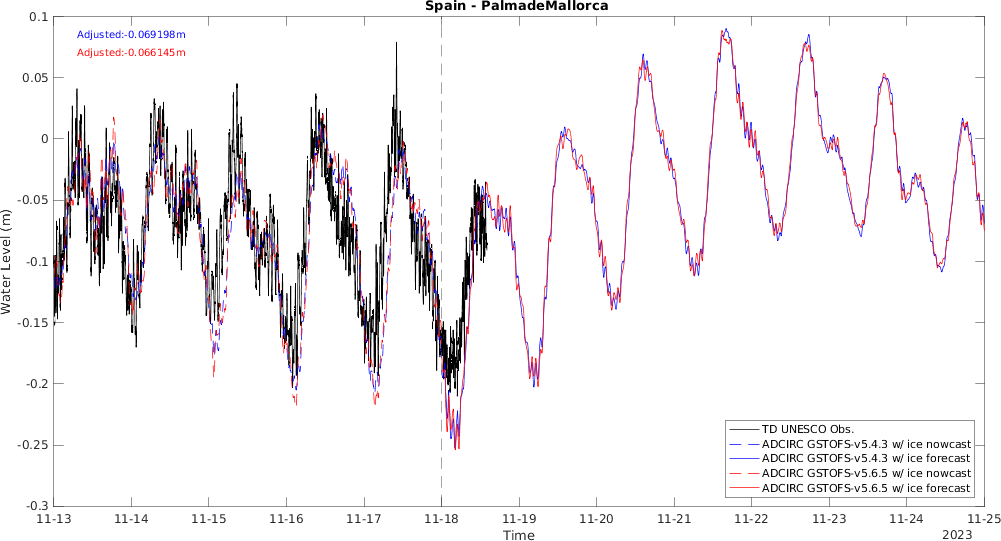 Spain - PalmadeMallorca
0.1
0.05
0
-0.05
-0.1
-0.15
-0.2
-0.25
-0.3
Water Level (m)
Adjusted:-0.069198m
Adjusted:-0.066145m
TD UNESCO Obs.
ADCIRC GSTOFS-v5.4.3 w/ ice nowcast
ADCIRC GSTOFS-v5.4.3 w/ ice forecast
ADCIRC GSTOFS-v5.6.5 w/ ice nowcast
ADCIRC GSTOFS-v5.6.5 w/ ice forecast
11-13 11-14 11-15 11-16 11-17 11-18 11-19 11-20 11-21 11-22 11-23 11-24 11-25
Time
2023